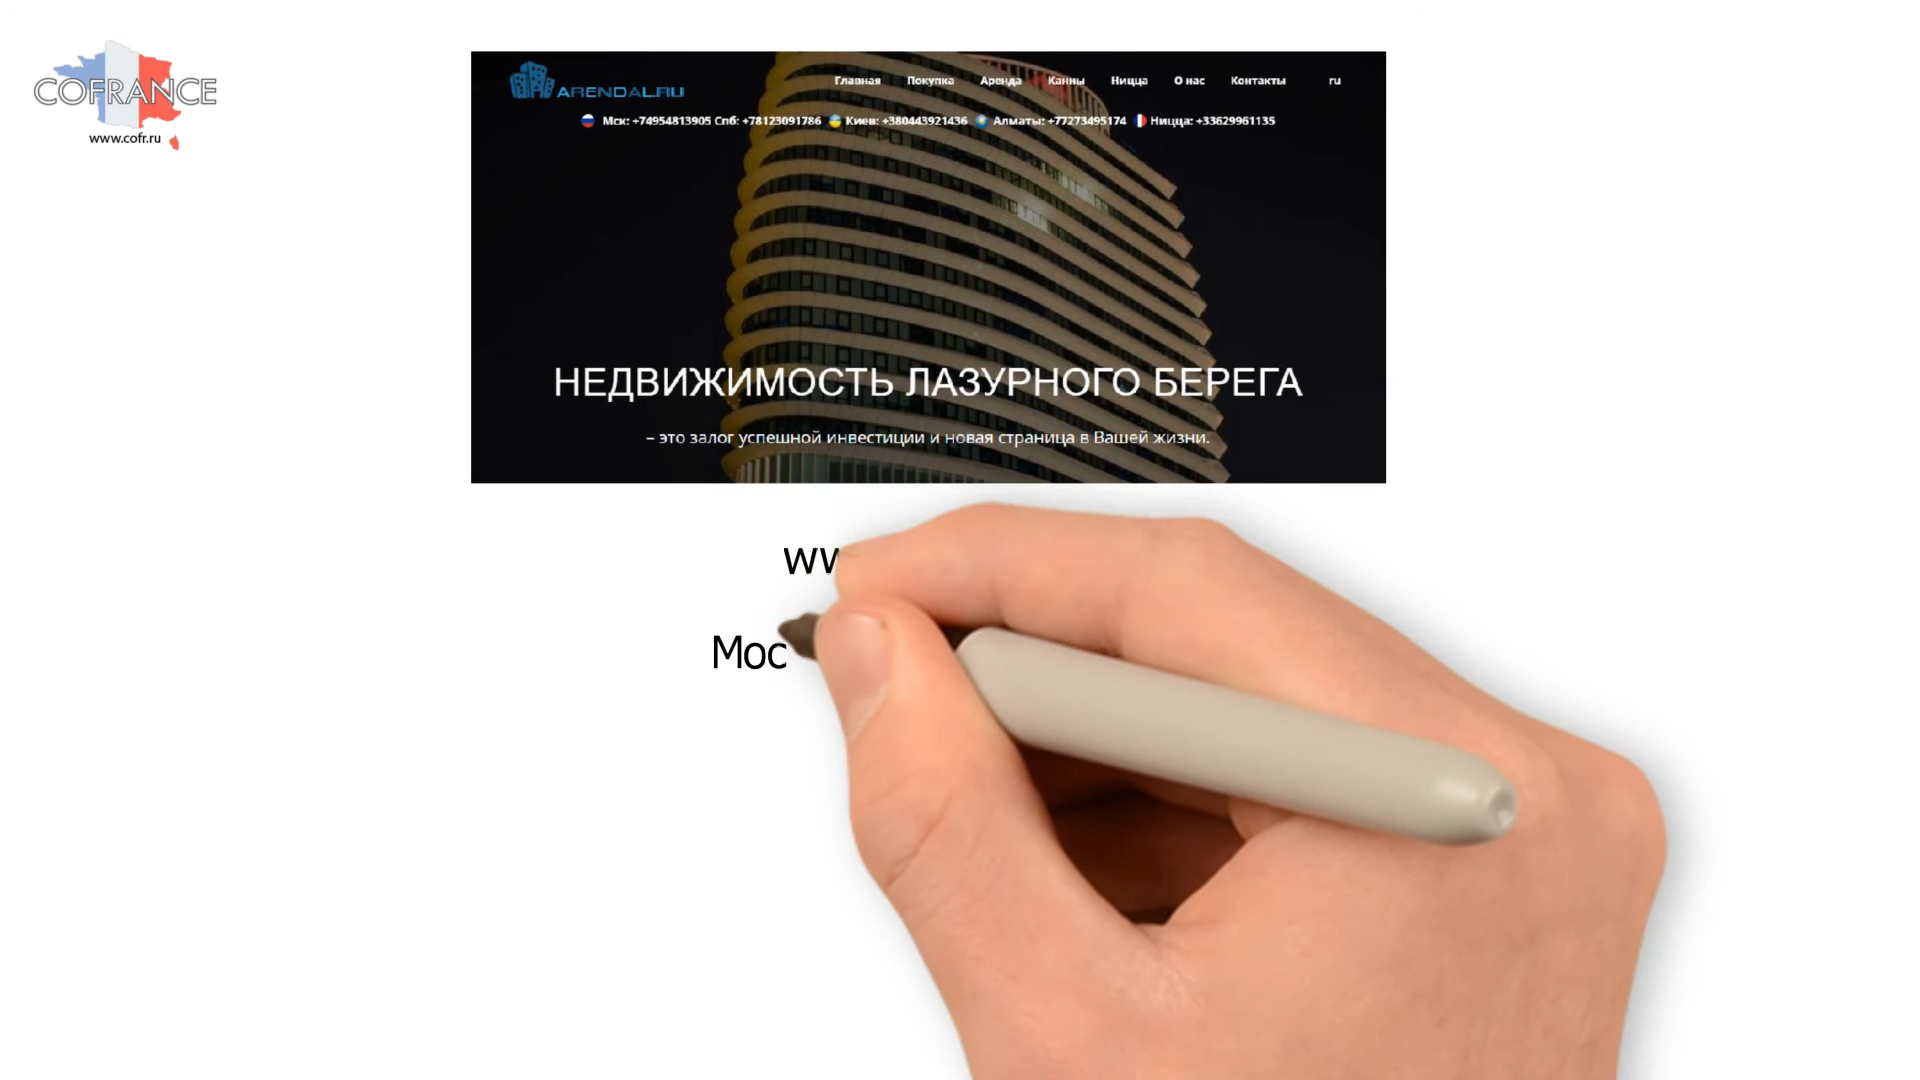 COFRANCE
www.cofr.ru
ARENDAL.RU
Главная Покупка Аренда Канны Ницца О нас Контакты ru
Мск: +74954813905 Спб: +78123091786 Киев: +380443921436 Алматы: +77273495174 Ницца: +33629961135
НЕДВИЖИМОСТЬ ЛАЗУРНОГО БЕРЕГА
– это залог успешной инвестиции и новая страница в Вашей жизни.
ww
Мос